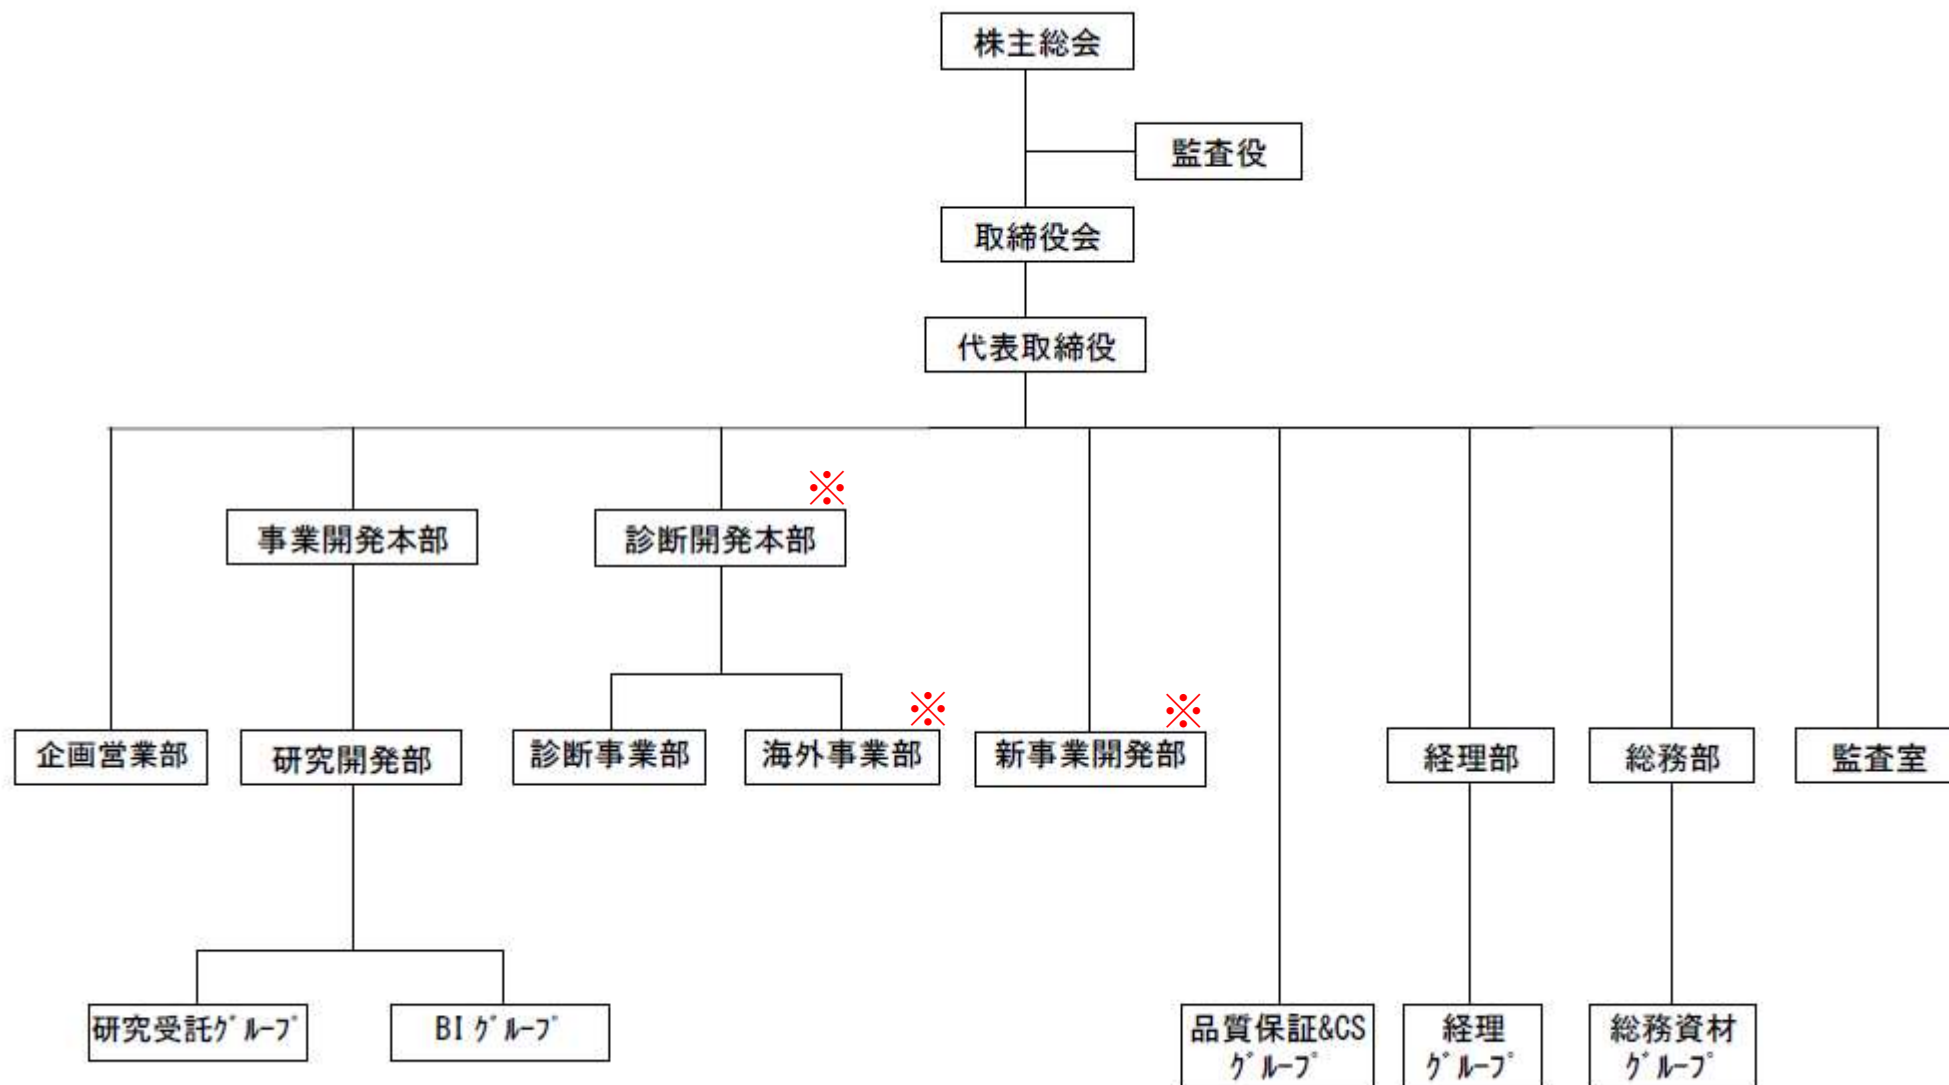 株主総会
監査役
取締役会
代表取締役
※
事業開発本部
診断開発本部
※
※
企画営業部
研究開発部
診断事業部
海外事業部
新事業開発部
経理部
総務部
監査室
研究受託ｸﾞﾙｰﾌﾟ
BIｸﾞﾙｰﾌﾟ
品質保証&CS
ｸﾞﾙｰﾌﾟ
経理
ｸﾞﾙｰﾌﾟ
総務資材
ｸﾞﾙｰﾌﾟ